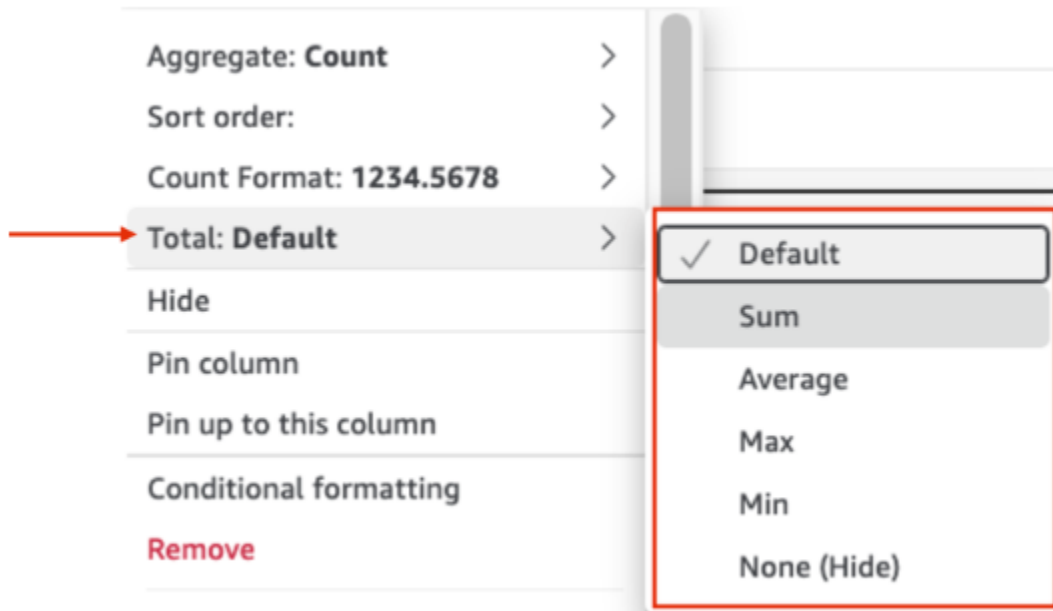 Aggregate: Count
Sort order:
Count Format: 1234.5678
Total: Default
Hide
Pin column
Pin up to this column
Conditional formatting
Remove
Default
Sum
Average
Max
Min
None (Hide)